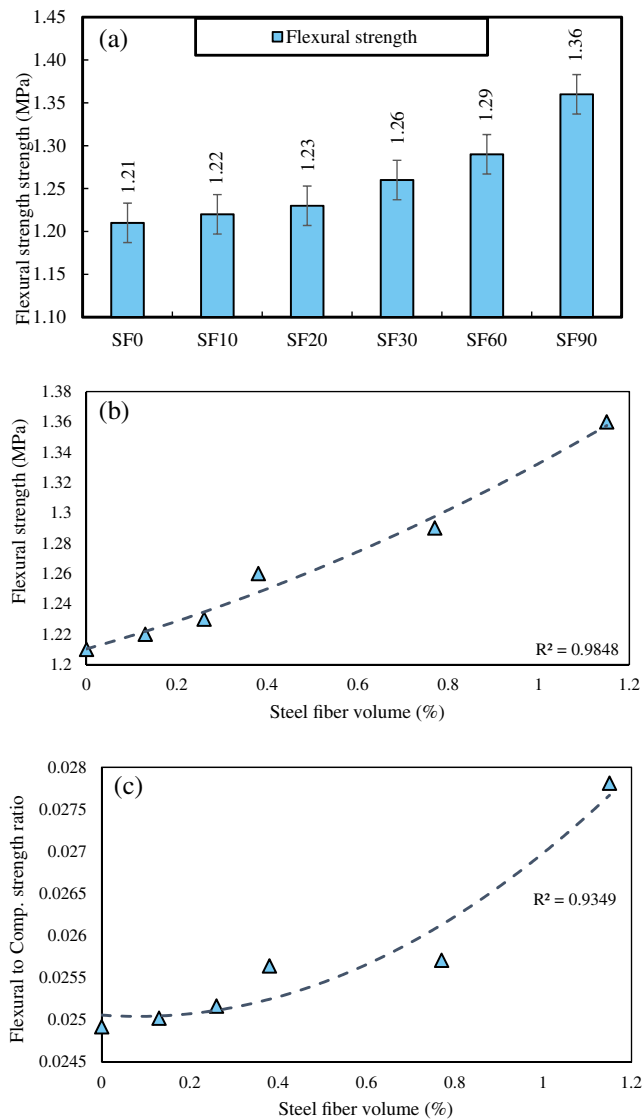 (a)
Flexural strength
1.45
1.40
1.35
1.30
1.25
1.20
1.15
1.10
Flexural strength strength (MPa)
1.21
1.22
1.23
1.26
1.29
1.36
SF0 SF10 SF20 SF30 SF60 SF90
(b)
1.38
1.36
1.34
1.32
1.3
1.28
1.26
1.24
1.22
1.2
Flexural strength (MPa)
R² = 0.9848
0 0.2 0.4 0.6 0.8 1 1.2
Steel fiber volume (%)
(c)
0.028
0.0275
0.027
0.0265
0.026
0.0255
0.025
0.0245
Flexural to Comp. strength ratio
R² = 0.9349
0 0.2 0.4 0.6 0.8 1 1.2
Steel fiber volume (%)